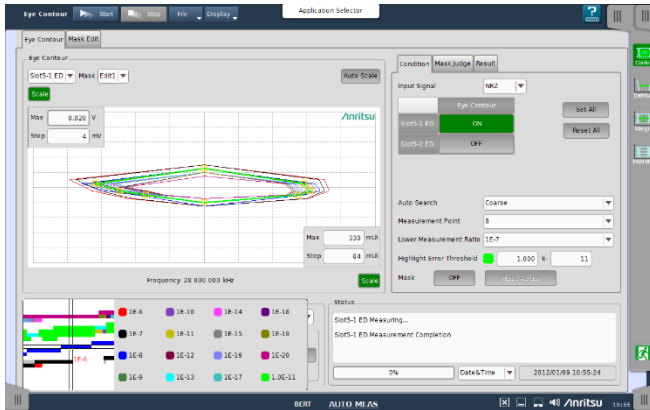 Eye Contour Start Stop File Display Application Selector
Eye Contour Mask Edit
Eye Contour
Slot5-1 ED Mask Edit1 Auto Scale
Scale
Max 0.020 V
Step 4 mV
Anritsu
Max 330 mUI
Step 84 mUI
Frequency 28 000 000 kHz
Scale
Condition Mask Judge Result
Input Signal NRZ
Eye Contour
Slot5-1 ED ON
Slot5-2 ED OFF
Set All
Reset All
Auto Search Coarse
Measurement Point 8
Lower Measurement Ratio 1E-7
Highlight Error Threshold 1.000 E- 11
Mask OFF
1E-6 1E-10 1E-14 1E-18
1E-7 1E-11 1E-15 1E-19
1E-8 1E-12 1E-16 1E-20
1E-9 1E-13 1E-17 1.0E-11
1E-6
Status
Slot5-1 ED Measuring...
Slot5-1 ED Measurement Completion
0% Date&Time 2012/01/09 10:55:24
BERT AUTO MEAS Anritsu